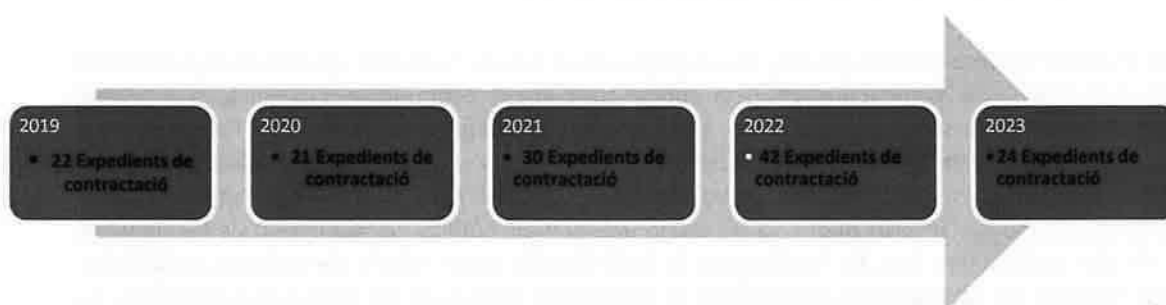 2019
• 22 Expedients de
contractació
2020
• 21 Expedients de
contractació
2021
• 30 Expedients de
contractació
2022
• 42 Expedients de
contractació
2023
• 24 Expedients de
contractació